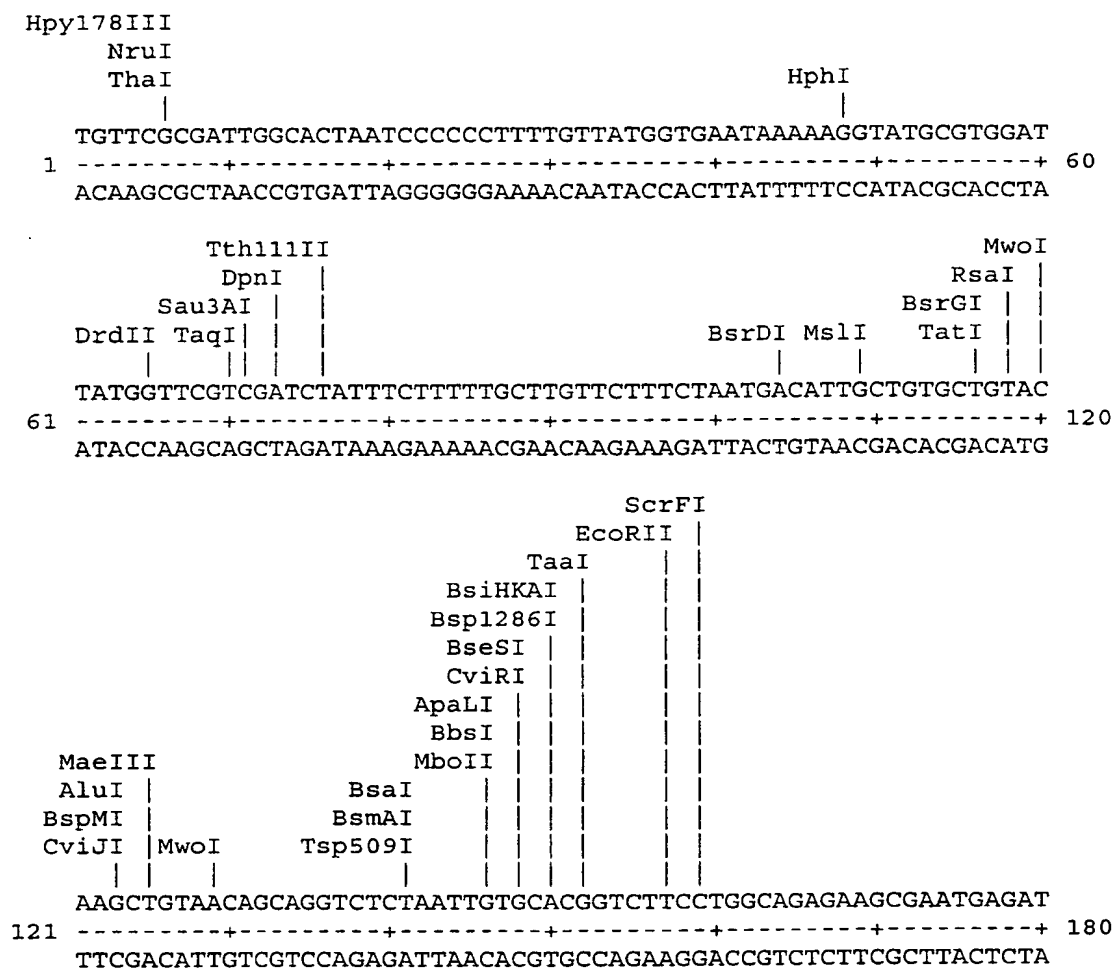 Hpy178III
NruI
ThaI HphI
TGTTCGCGATTGGCACTAATCCCCCCTTTTGTTATGGTGAATAAAAAGGTATGCGTGGAT
1 ---------+---------+---------+---------+---------+---------+ 60
ACAAGCGCTAACCGTGATTAGGGGGGAAAACAATACCACTTATTTTTCCATACGCACCTA
Tth111II MwoI
DpnI RsaI
Sau3AI BsrGI
DrdII TaqI BsrDI MslI TatI
TATGGTTCGTCGATCTATTTCTTTTTGCTTGTTCTTTCTAATGACATTGCTGTGCTGTAC
61 ---------+---------+---------+---------+---------+---------+ 120
ATACCAAGCAGCTAGATAAAGAAAAACGAACAAGAAAGATTACTGTAACGACACGACATG
ScrFI
EcoRII
TaaI
BsiHKAI
Bsp1286I
BseSI
CviRI
ApaLI
BbsI
MaeIII MboII
AluI BsaI
BspMI BsmAI
CviJI MwoI Tsp509I
AAGCTGTAACAGCAGGTCTCTAATTGTGCACGGTCTTCCTGGCAGAGAAGCGAATGAGAT
121 ---------+---------+---------+---------+---------+---------+ 180
TTCGACATTGTCGTCCAGAGATTAACACGTGCCAGAAGGACCGTCTCTTCGCTTACTCTA